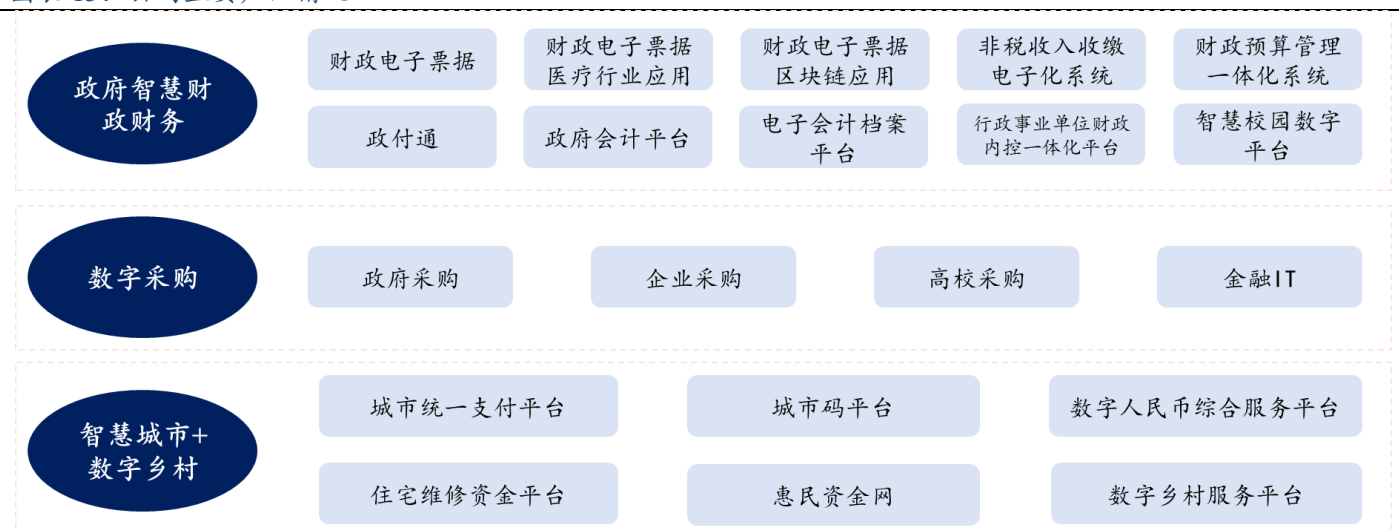 政府智慧财
政财务
财政电子票据
财政电子票据
医疗行业应用
财政电子票据
区块链应用
非税收入收缴
电子化系统
财政预算管理
一体化系统
政付通
政府会计平台
电子会计档案
平台
行政事业单位财政
内控一体化平台
智慧校园数字
平台
数字采购
政府采购
企业采购
高校采购
金融IT
智慧城市+
数字乡村
城市统一支付平台
城市码平台
数字人民币综合服务平台
住宅维修资金平台
惠民资金网
数字乡村服务平台